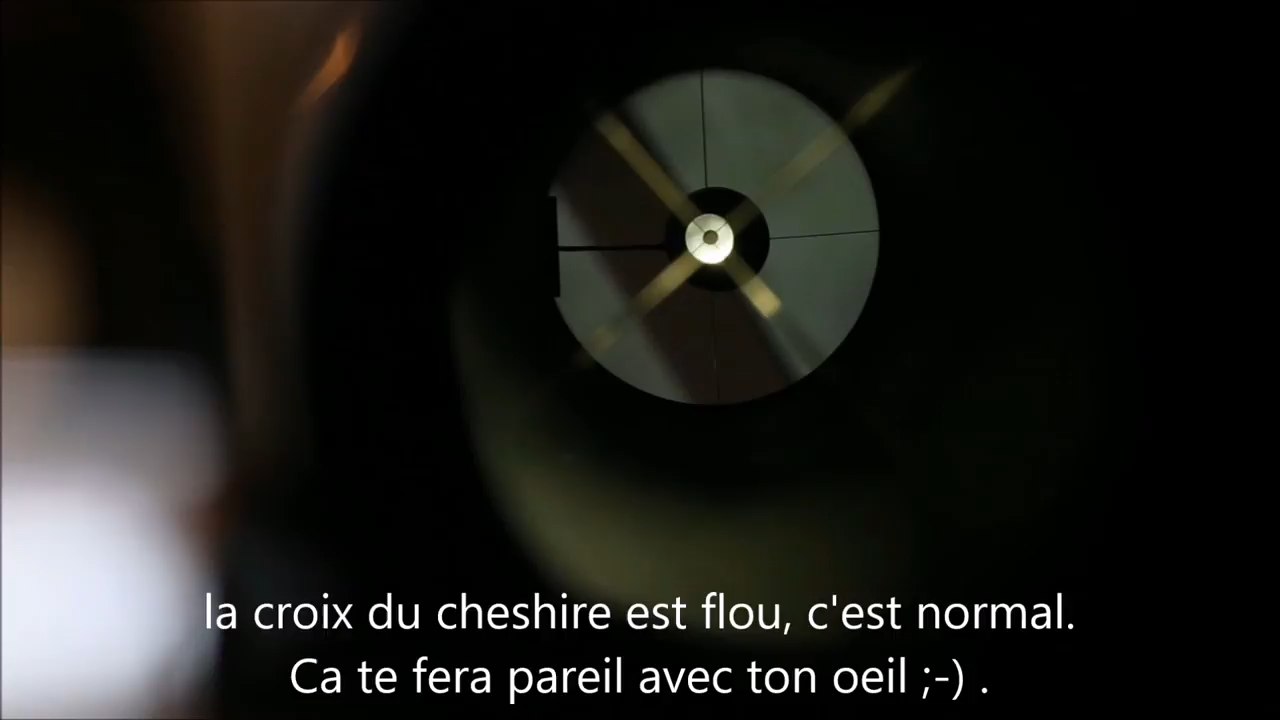 la croix du cheshire est flou, c'est normal.
Ca te fera pareil avec ton oeil ;-) .